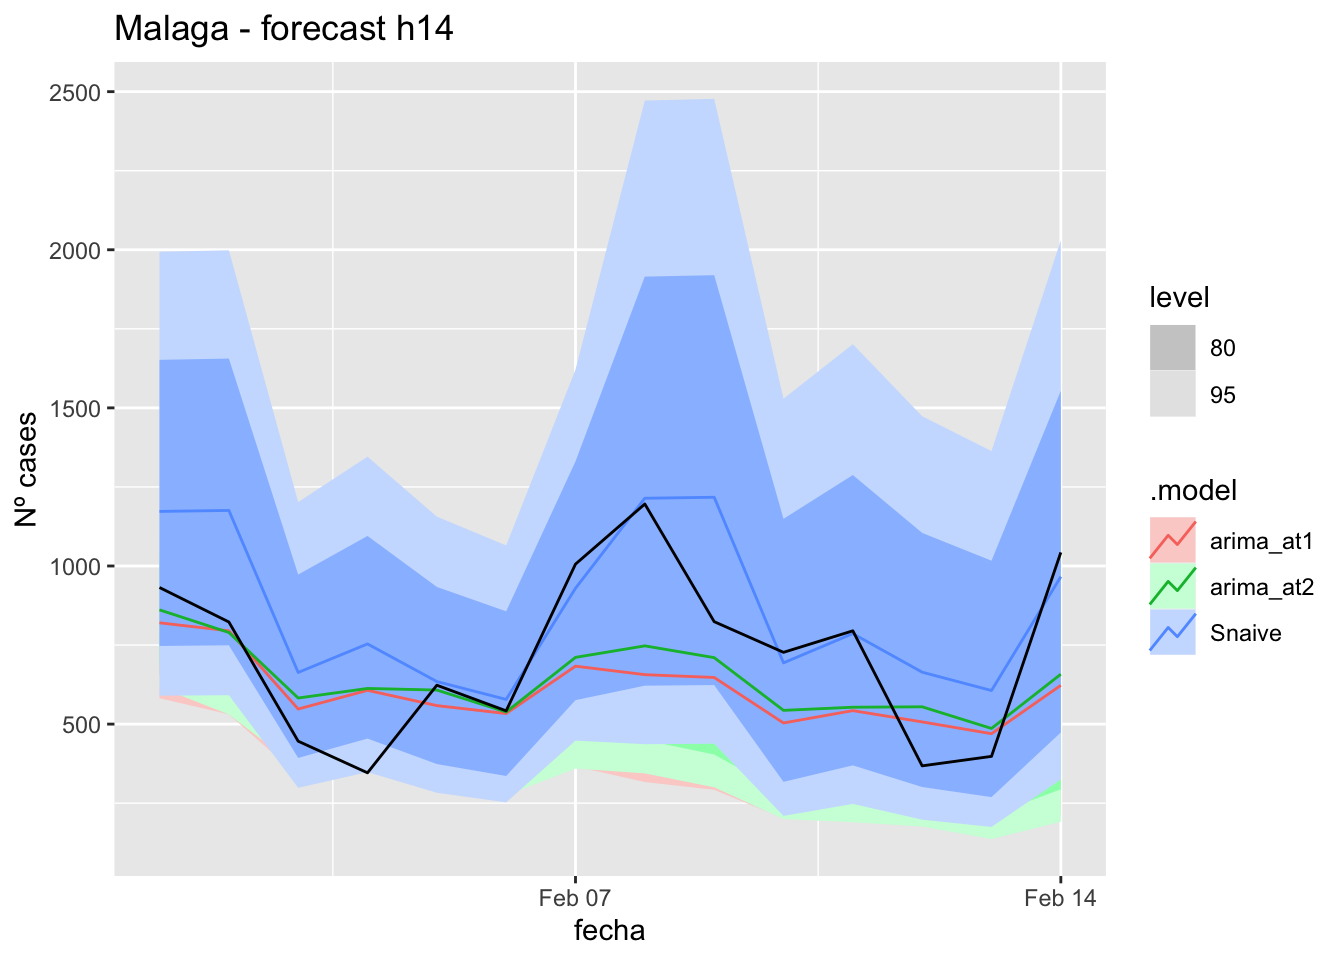 Malaga - forecast h14
2500
2000
1500
1000
500
Nº cases
Feb 07
Feb 14
fecha
level
80
95
.model
arima_at1
arima_at2
Snaive